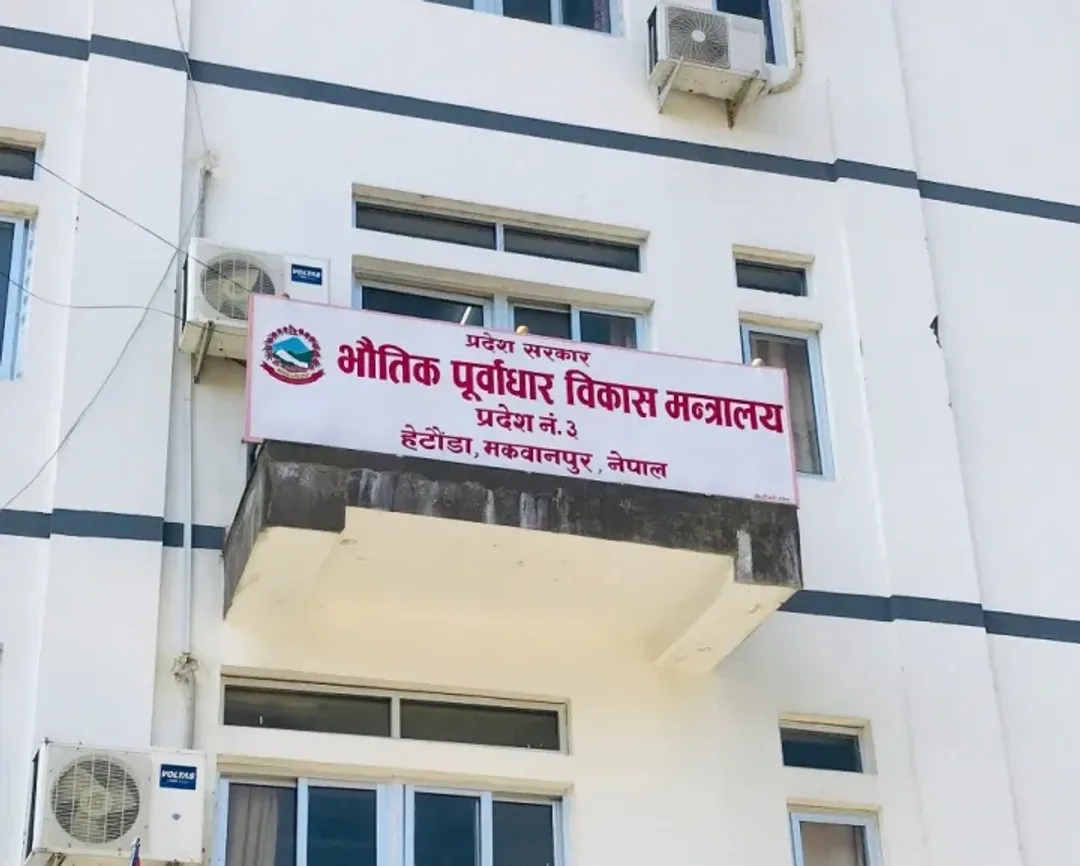 VOLTAS
प्रदेश सरकार
भौतिक पूर्वाधार विकास मन्त्रालय
प्रदेश नं. ३
हेटौंडा, मकवानपुर, नेपाल
VOLTAS